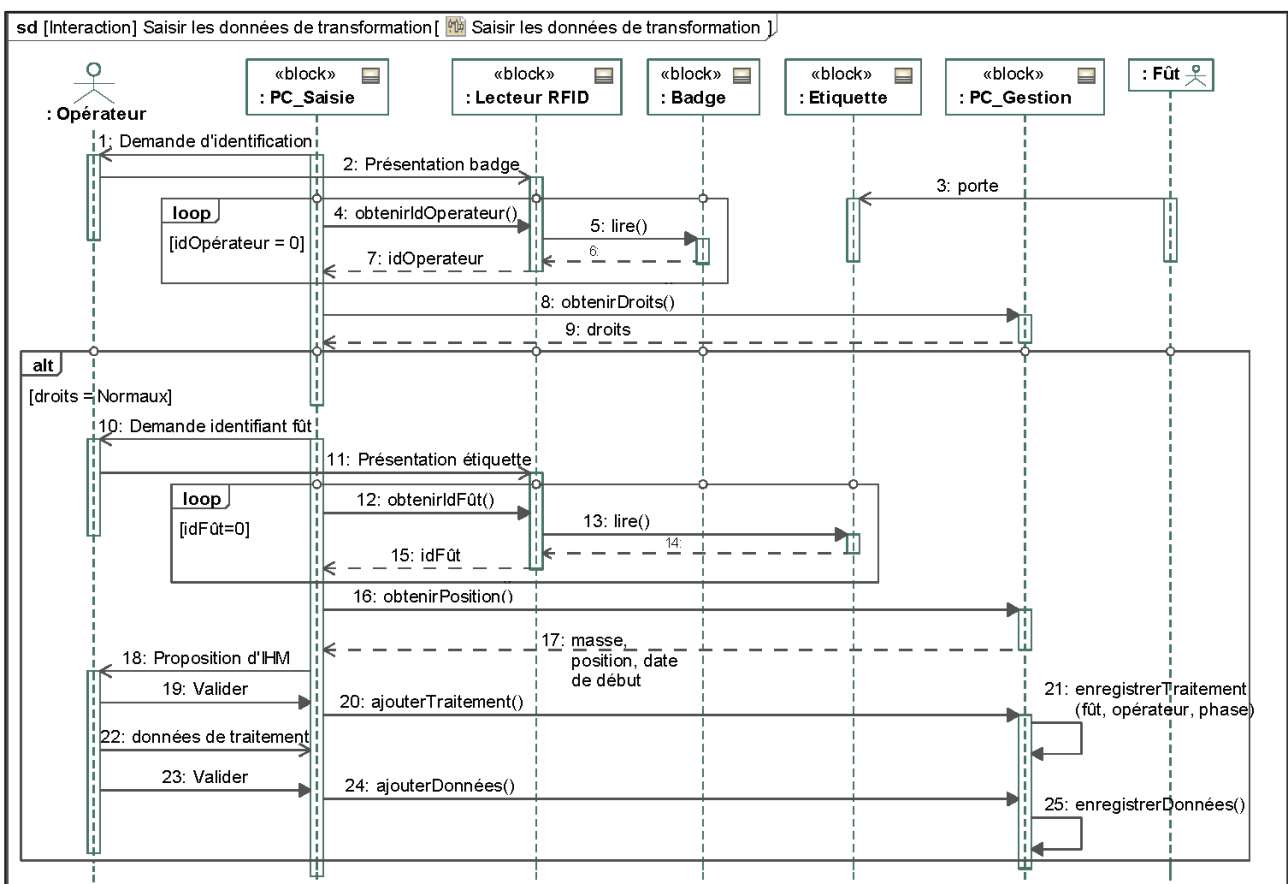 sd [Interaction] Saisir les données de transformation[ Saisir les données de transformation ]
: Opérateur
«block»
: PC_Saisie
«block»
: Lecteur RFID
«block»
: Badge
«block»
: Etiquette
«block»
: PC_Gestion
: Fût
1: Demande d'identification
2: Présentation badge
3: porte
loop
[idOpérateur = 0]
4: obtenirIdOperateur()
5: lire()
6:
7: idOperateur
8: obtenirDroits()
9: droits
alt
[droits = Normaux]
10: Demande identifiant fût
11: Présentation étiquette
loop
[idFût=0]
12: obtenirIdFût()
13: lire()
14:
15: idFût
16: obtenirPosition()
17: masse,
position, date
de début
18: Proposition d'IHM
19: Valider
20: ajouterTraitement()
21: enregistrerTraitement
(fût, opérateur, phase)
22: données de traitement
23: Valider
24: ajouterDonnées()
25: enregistrerDonnées()